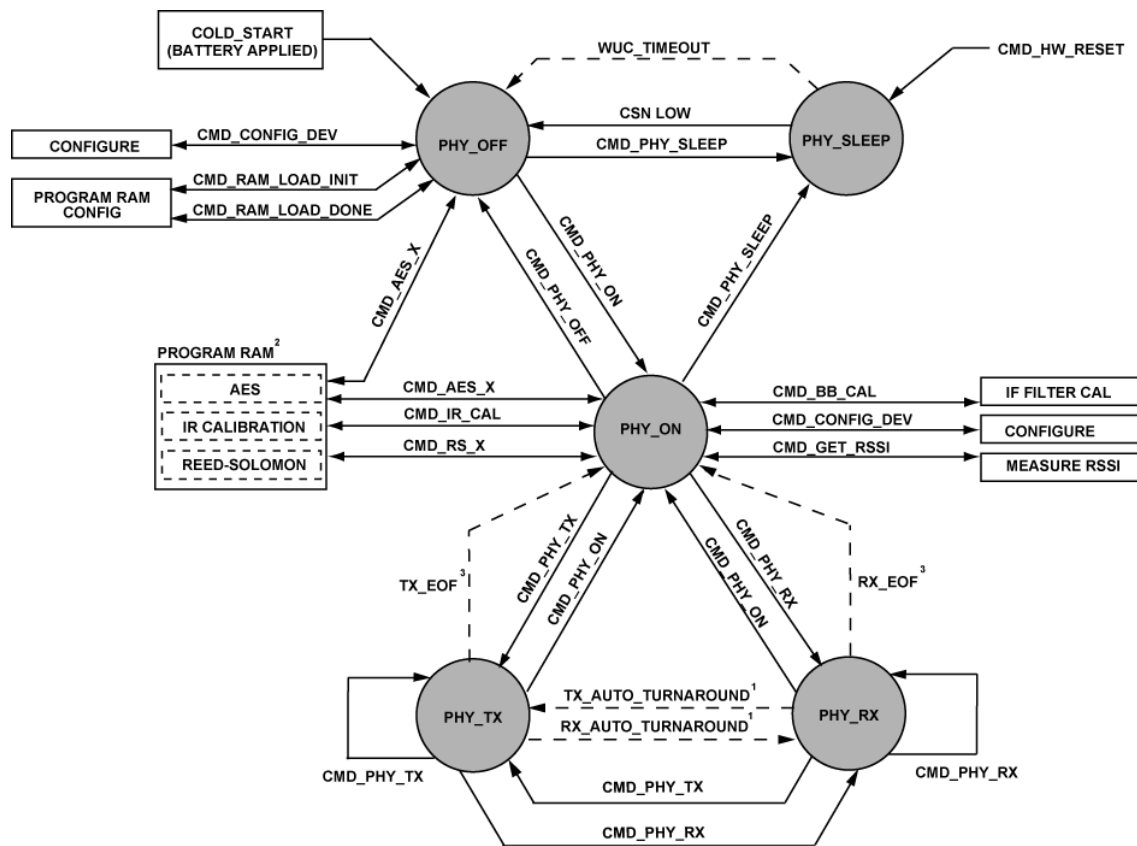 COLD_START
(BATTERY APPLIED)
WUC_TIMEOUT
CMD_HW_RESET
CSN LOW
CONFIGURE
CMD_CONFIG_DEV
PHY_OFF
CMD_PHY_SLEEP
PHY_SLEEP
PROGRAM RAM
CONFIG
CMD_RAM_LOAD_INIT
CMD_RAM_LOAD_DONE
CMD_AES_X
CMD_PHY_OFF
CMD_PHY_ON
CMD_PHY_SLEEP
PROGRAM RAM2
AES
IR CALIBRATION
REED-SOLOMON
CMD_AES_X
CMD_IR_CAL
CMD_RS_X
PHY_ON
CMD_BB_CAL
CMD_CONFIG_DEV
CMD_GET_RSSI
IF FILTER CAL
CONFIGURE
MEASURE RSSI
TX_EOF3
CMD_PHY_TX
CMD_PHY_ON
CMD_PHY_ON
CMD_PHY_RX
RX_EOF3
PHY_TX
TX_AUTO_TURNAROUND1
RX_AUTO_TURNAROUND1
PHY_RX
CMD_PHY_TX
CMD_PHY_TX
CMD_PHY_RX
CMD_PHY_RX